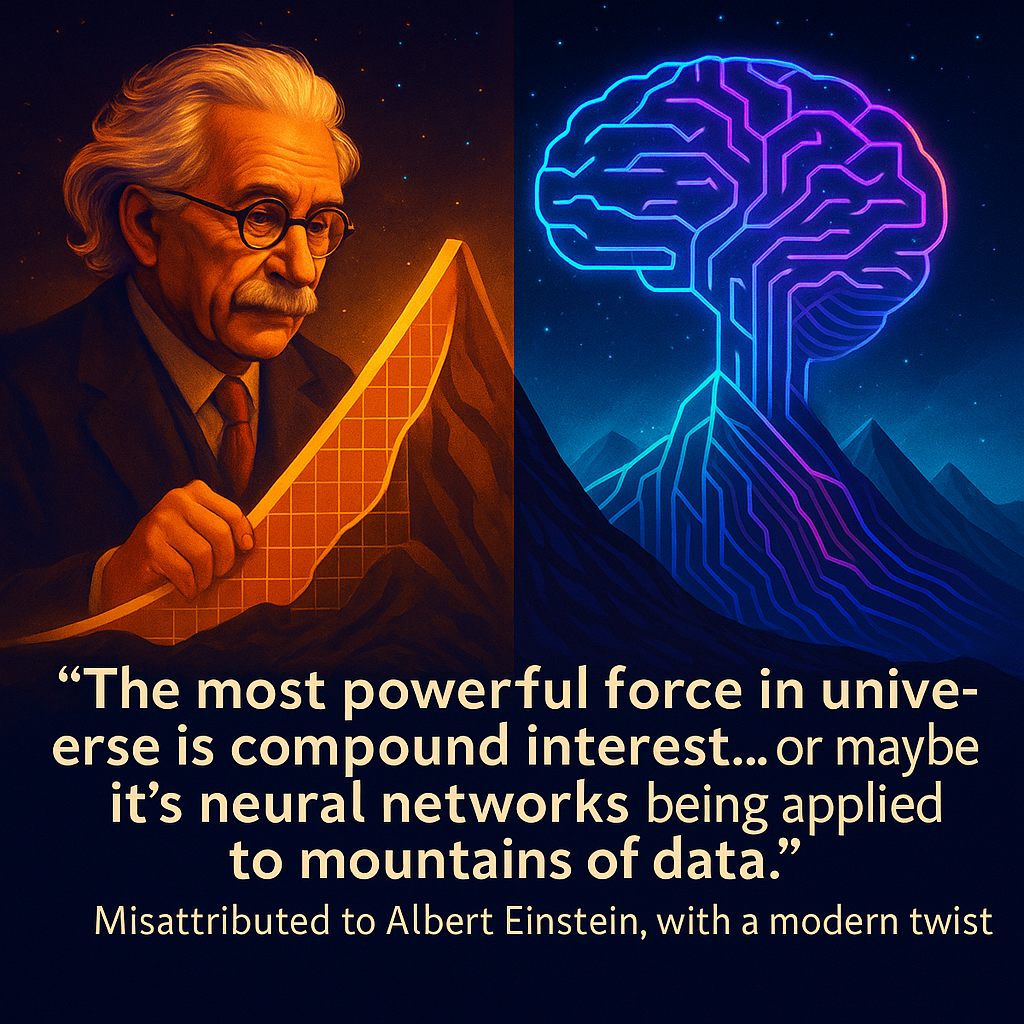 “The most powerful force in unive-
erse is compound interest... or maybe
it’s neural networks being applied
to mountains of data.”
Misattributed to Albert Einstein, with a modern twist